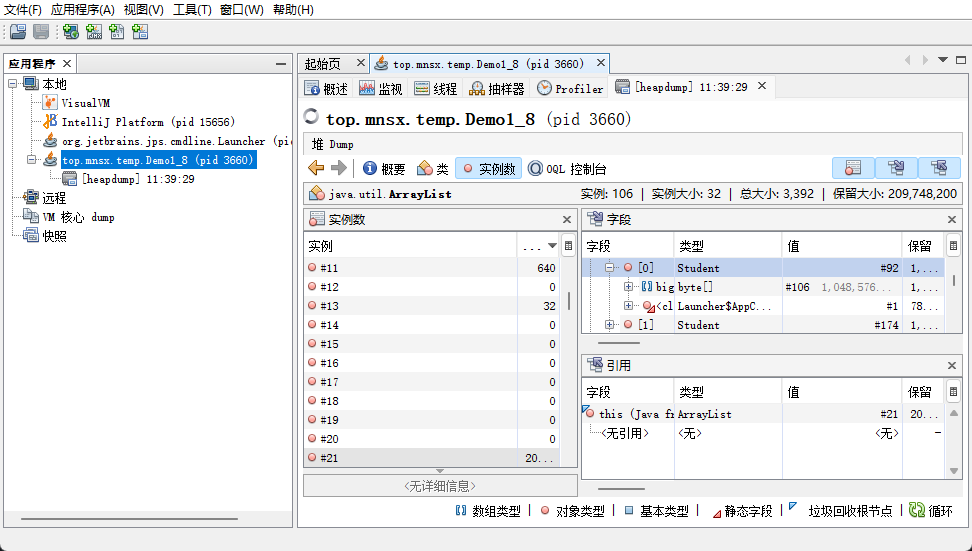 文件(F) 应用程序(A) 视图(V) 工具(T) 窗口(W) 帮助(H)
应用程序
本地
VisualVM
IntelliJ Platform (pid 15656)
org.jetbrains.jps.cmdline.Launcher (pi
top.mnsx.temp.Demo1_8 (pid 3660)
[heapdump] 11:39:29
远程
VM 核心 dump
快照
起始页 top.mnsx.temp.Demo1_8 (pid 3660)
概述 监视 线程 抽样器 Profiler [heapdump] 11:39:29
top.mnsx.temp.Demo1_8 (pid 3660)
堆 Dump
概要 类 实例数 OQL 控制台
java.util.ArrayList 实例: 106 | 实例大小: 32 | 总大小: 3,392 | 保留大小: 209,748,200
实例数
实例 ...
#11 640
#12 0
#13 32
#14 0
#15 0
#16 0
#17 0
#18 0
#19 0
#20 0
#21 20...
<无详细信息>
字段
字段 类型 值 保留
[0] Student #92 1,...
big byte[] #106 1,048,576... 1,...
<cl Launcher$AppC... #1 78...
[1] Student #174 1,...
引用
字段 类型 值 保留
this (Java fr ArrayList #21 20...
<无引用> <无> <无> -
数组类型 | 对象类型 | 基本类型 | 静态字段 | 垃圾回收根节点 | 循环